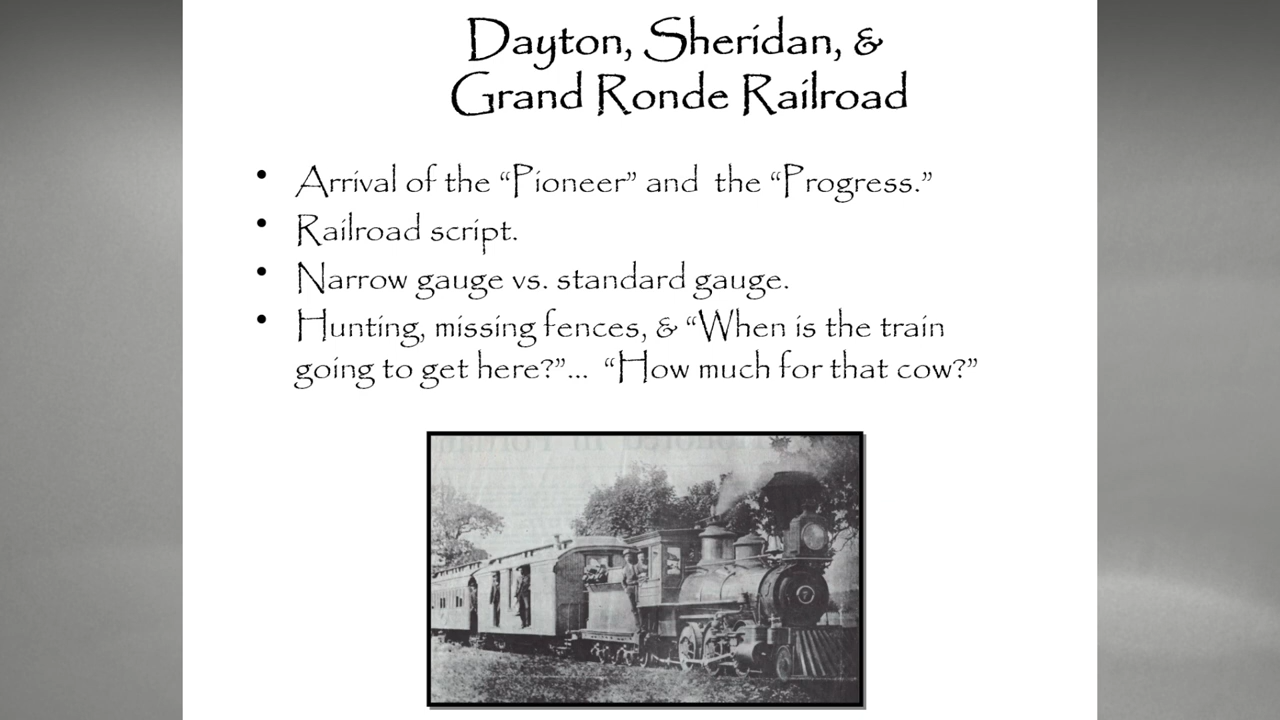 Dayton, Sheridan, &
Grand Ronde Railroad
• Arrival of the “Pioneer” and the “Progress.”
• Railroad script.
• Narrow gauge vs. standard gauge.
• Hunting, missing fences, & “When is the train
going to get here?”... “How much for that cow?”